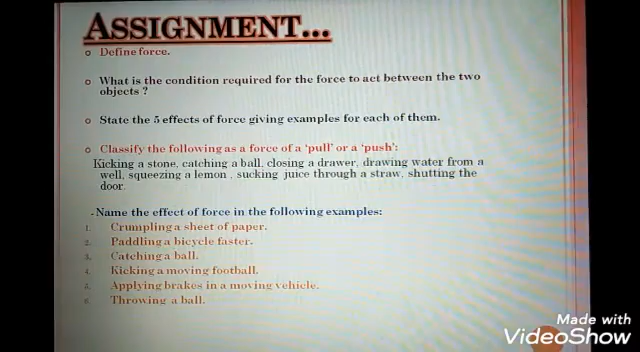 ASSIGNMENT...
Define force.
What is the condition required for the force to act between the two
objects ?
State the 5 effects of force giving examples for each of them.
Classify the following as a force of a 'pull' or a 'push':
Kicking a stone, catching a ball, closing a drawer, drawing water from a
well, squeezing a lemon , sucking juice through a straw, shutting the
door.
- Name the effect of force in the following examples:
1. Crumpling a sheet of paper.
2. Paddling a bicycle faster.
3. Catching a ball.
4. Kicking a moving football.
5. Applying brakes in a moving vehicle.
6. Throwing a ball.
Made with
VideoShow